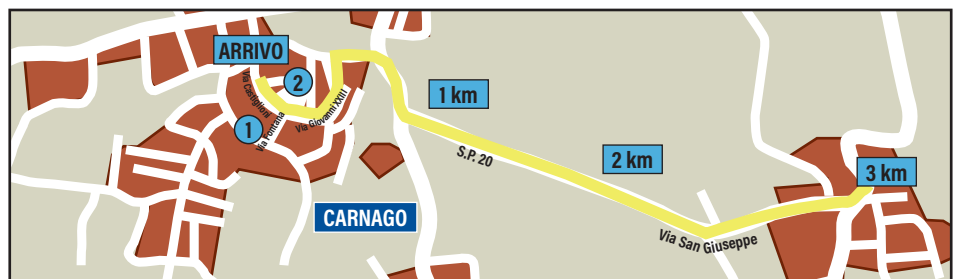 ARRIVO
2
1 km
Via Castiglioni
Via Giovanni XXIII
1
Via Fontana
S.P. 20
2 km
3 km
CARNAGO
Via San Giuseppe